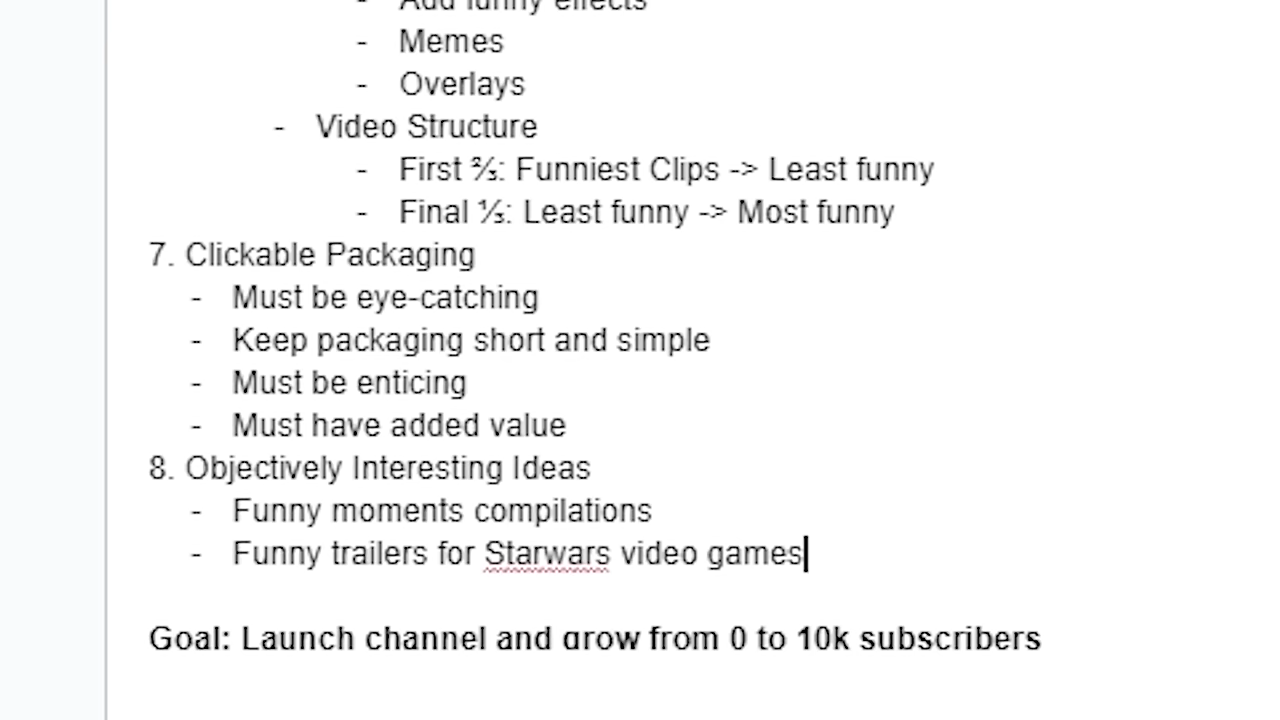 - Add funny effects
- Memes
- Overlays
- Video Structure
- First ⅔: Funniest Clips -> Least funny
- Final ⅓: Least funny -> Most funny
7. Clickable Packaging
- Must be eye-catching
- Keep packaging short and simple
- Must be enticing
- Must have added value
8. Objectively Interesting Ideas
- Funny moments compilations
- Funny trailers for Starwars video games
Goal: Launch channel and grow from 0 to 10k subscribers